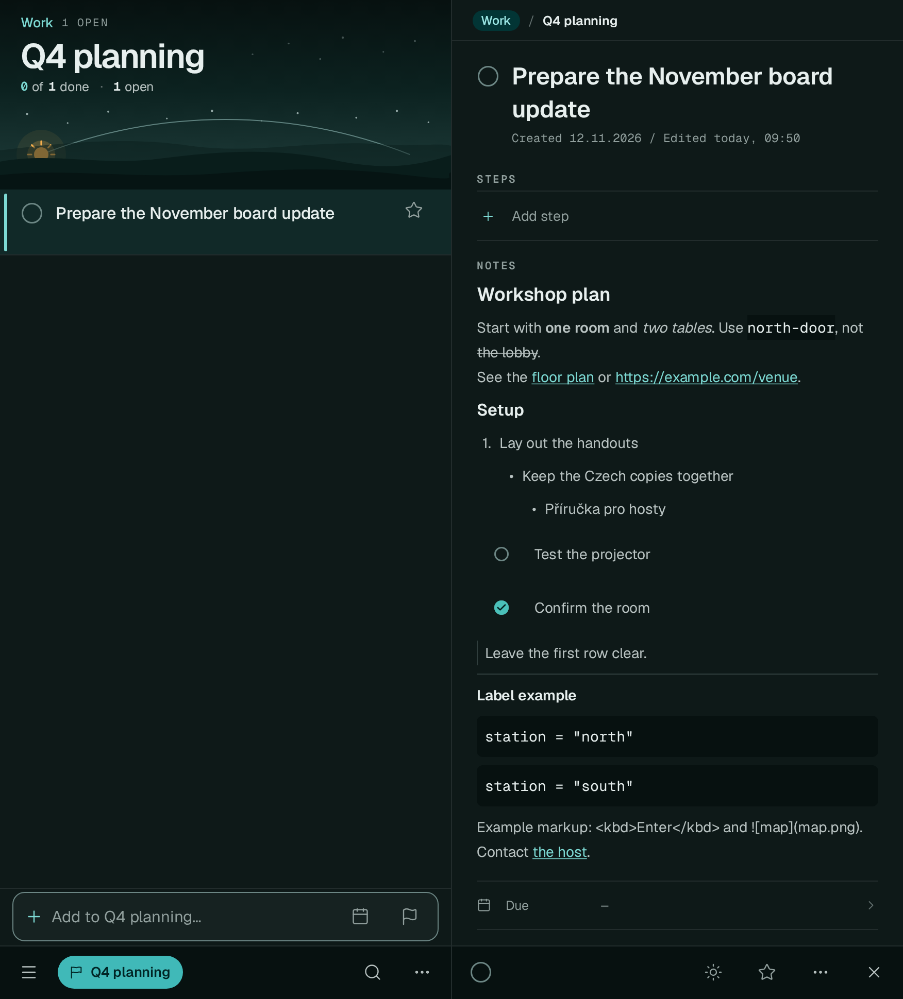 Work 1 OPEN
Q4 planning
0 of 1 done · 1 open
Prepare the November board update
Add to Q4 planning…
Q4 planning
Work / Q4 planning
Prepare the November board
update
Created 12.11.2026 / Edited today, 09:50
STEPS
+ Add step
NOTES
Workshop plan
Start with one room and two tables. Use north-door, not
the lobby.
See the floor plan or https://example.com/venue.
Setup
1. Lay out the handouts
• Keep the Czech copies together
• Příručka pro hosty
Test the projector
Confirm the room
Leave the first row clear.
Label example
station = "north"
station = "south"
Example markup: <kbd>Enter</kbd> and ![map](map.png).
Contact the host.
Due –